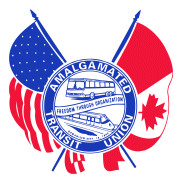 AMALGAMATED
FREEDOM THROUGH ORGANIZATION
TRANSIT UNION